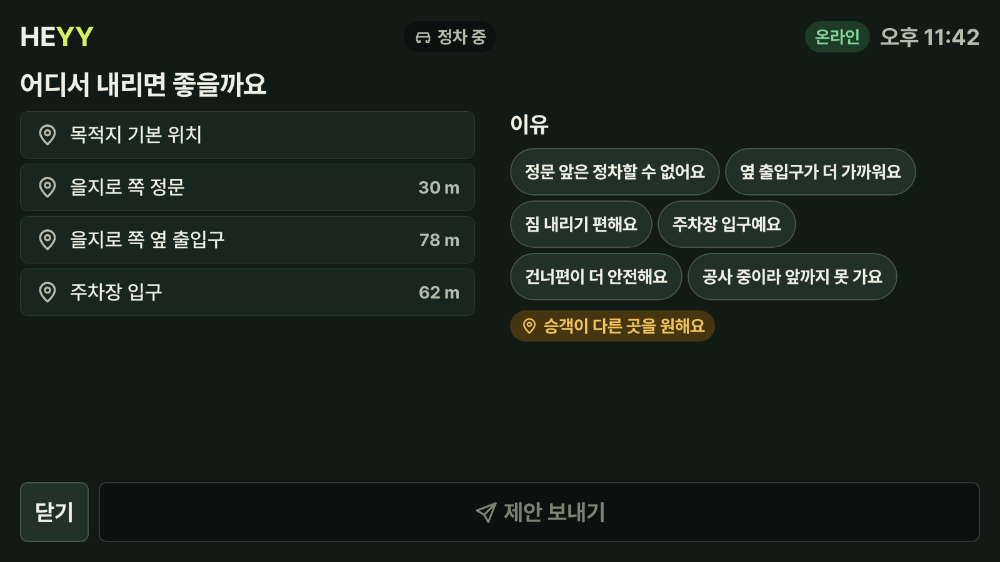 HEYY
정차 중
온라인 오후 11:42
어디서 내리면 좋을까요
목적지 기본 위치
을지로 쪽 정문 30 m
을지로 쪽 옆 출입구 78 m
주차장 입구 62 m
이유
정문 앞은 정차할 수 없어요 옆 출입구가 더 가까워요
짐 내리기 편해요 주차장 입구예요
건너편이 더 안전해요 공사 중이라 앞까지 못 가요
승객이 다른 곳을 원해요
닫기 제안 보내기